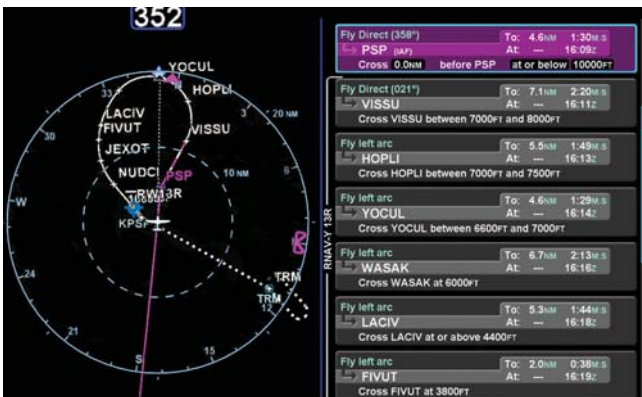 352
YOCUL
HOPLI
33
3
20 NM
LACIV
FIVUT
VISSU
30
JEXOT
10 NM
NUDCI
PSP
RW13R
W
KPSP
24
TRM
TRM
12
21
15
S
RNAV-Y 13R
Fly Direct (358°) To: 4.6NM 1:30M:S
PSP (IAF) At: --- 16:09Z
Cross 0.0NM before PSP at or below 10000FT
Fly Direct (021°) To: 7.1NM 2:20M:S
VISSU At: --- 16:11Z
Cross VISSU between 7000FT and 8000FT
Fly left arc To: 5.5NM 1:49M:S
HOPLI At: --- 16:13Z
Cross HOPLI between 7000FT and 7500FT
Fly left arc To: 4.6NM 1:29M:S
YOCUL At: --- 16:14Z
Cross YOCUL between 6600FT and 7000FT
Fly left arc To: 6.7NM 2:13M:S
WASAK At: --- 16:16Z
Cross WASAK at 6000FT
Fly left arc To: 5.3NM 1:44M:S
LACIV At: --- 16:18Z
Cross LACIV at or above 4400FT
Fly left arc To: 2.0NM 0:38M:S
FIVUT At: --- 16:19Z
Cross FIVUT at 3800FT